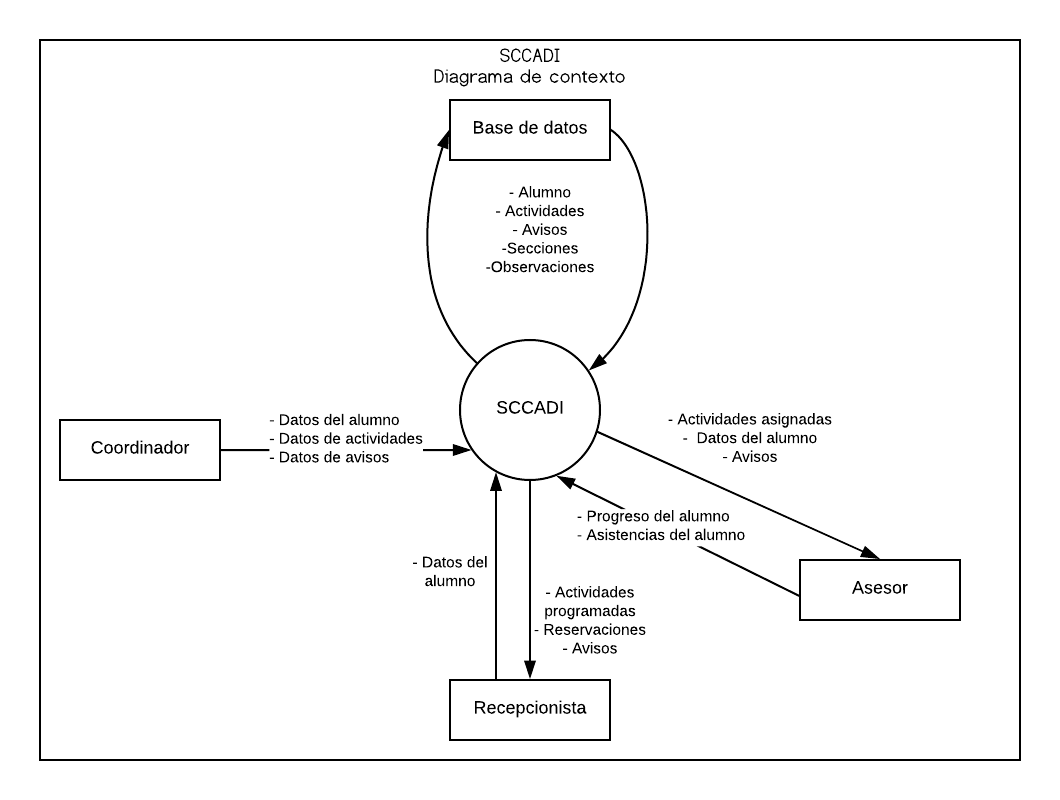 SCCADI
Diagrama de contexto
Base de datos
- Alumno
- Actividades
- Avisos
-Secciones
-Observaciones
SCCADI
Coordinador
- Datos del alumno
- Datos de actividades
- Datos de avisos
- Actividades asignadas
- Datos del alumno
- Avisos
- Progreso del alumno
- Asistencias del alumno
Asesor
- Datos del
alumno
- Actividades
programadas
- Reservaciones
- Avisos
Recepcionista